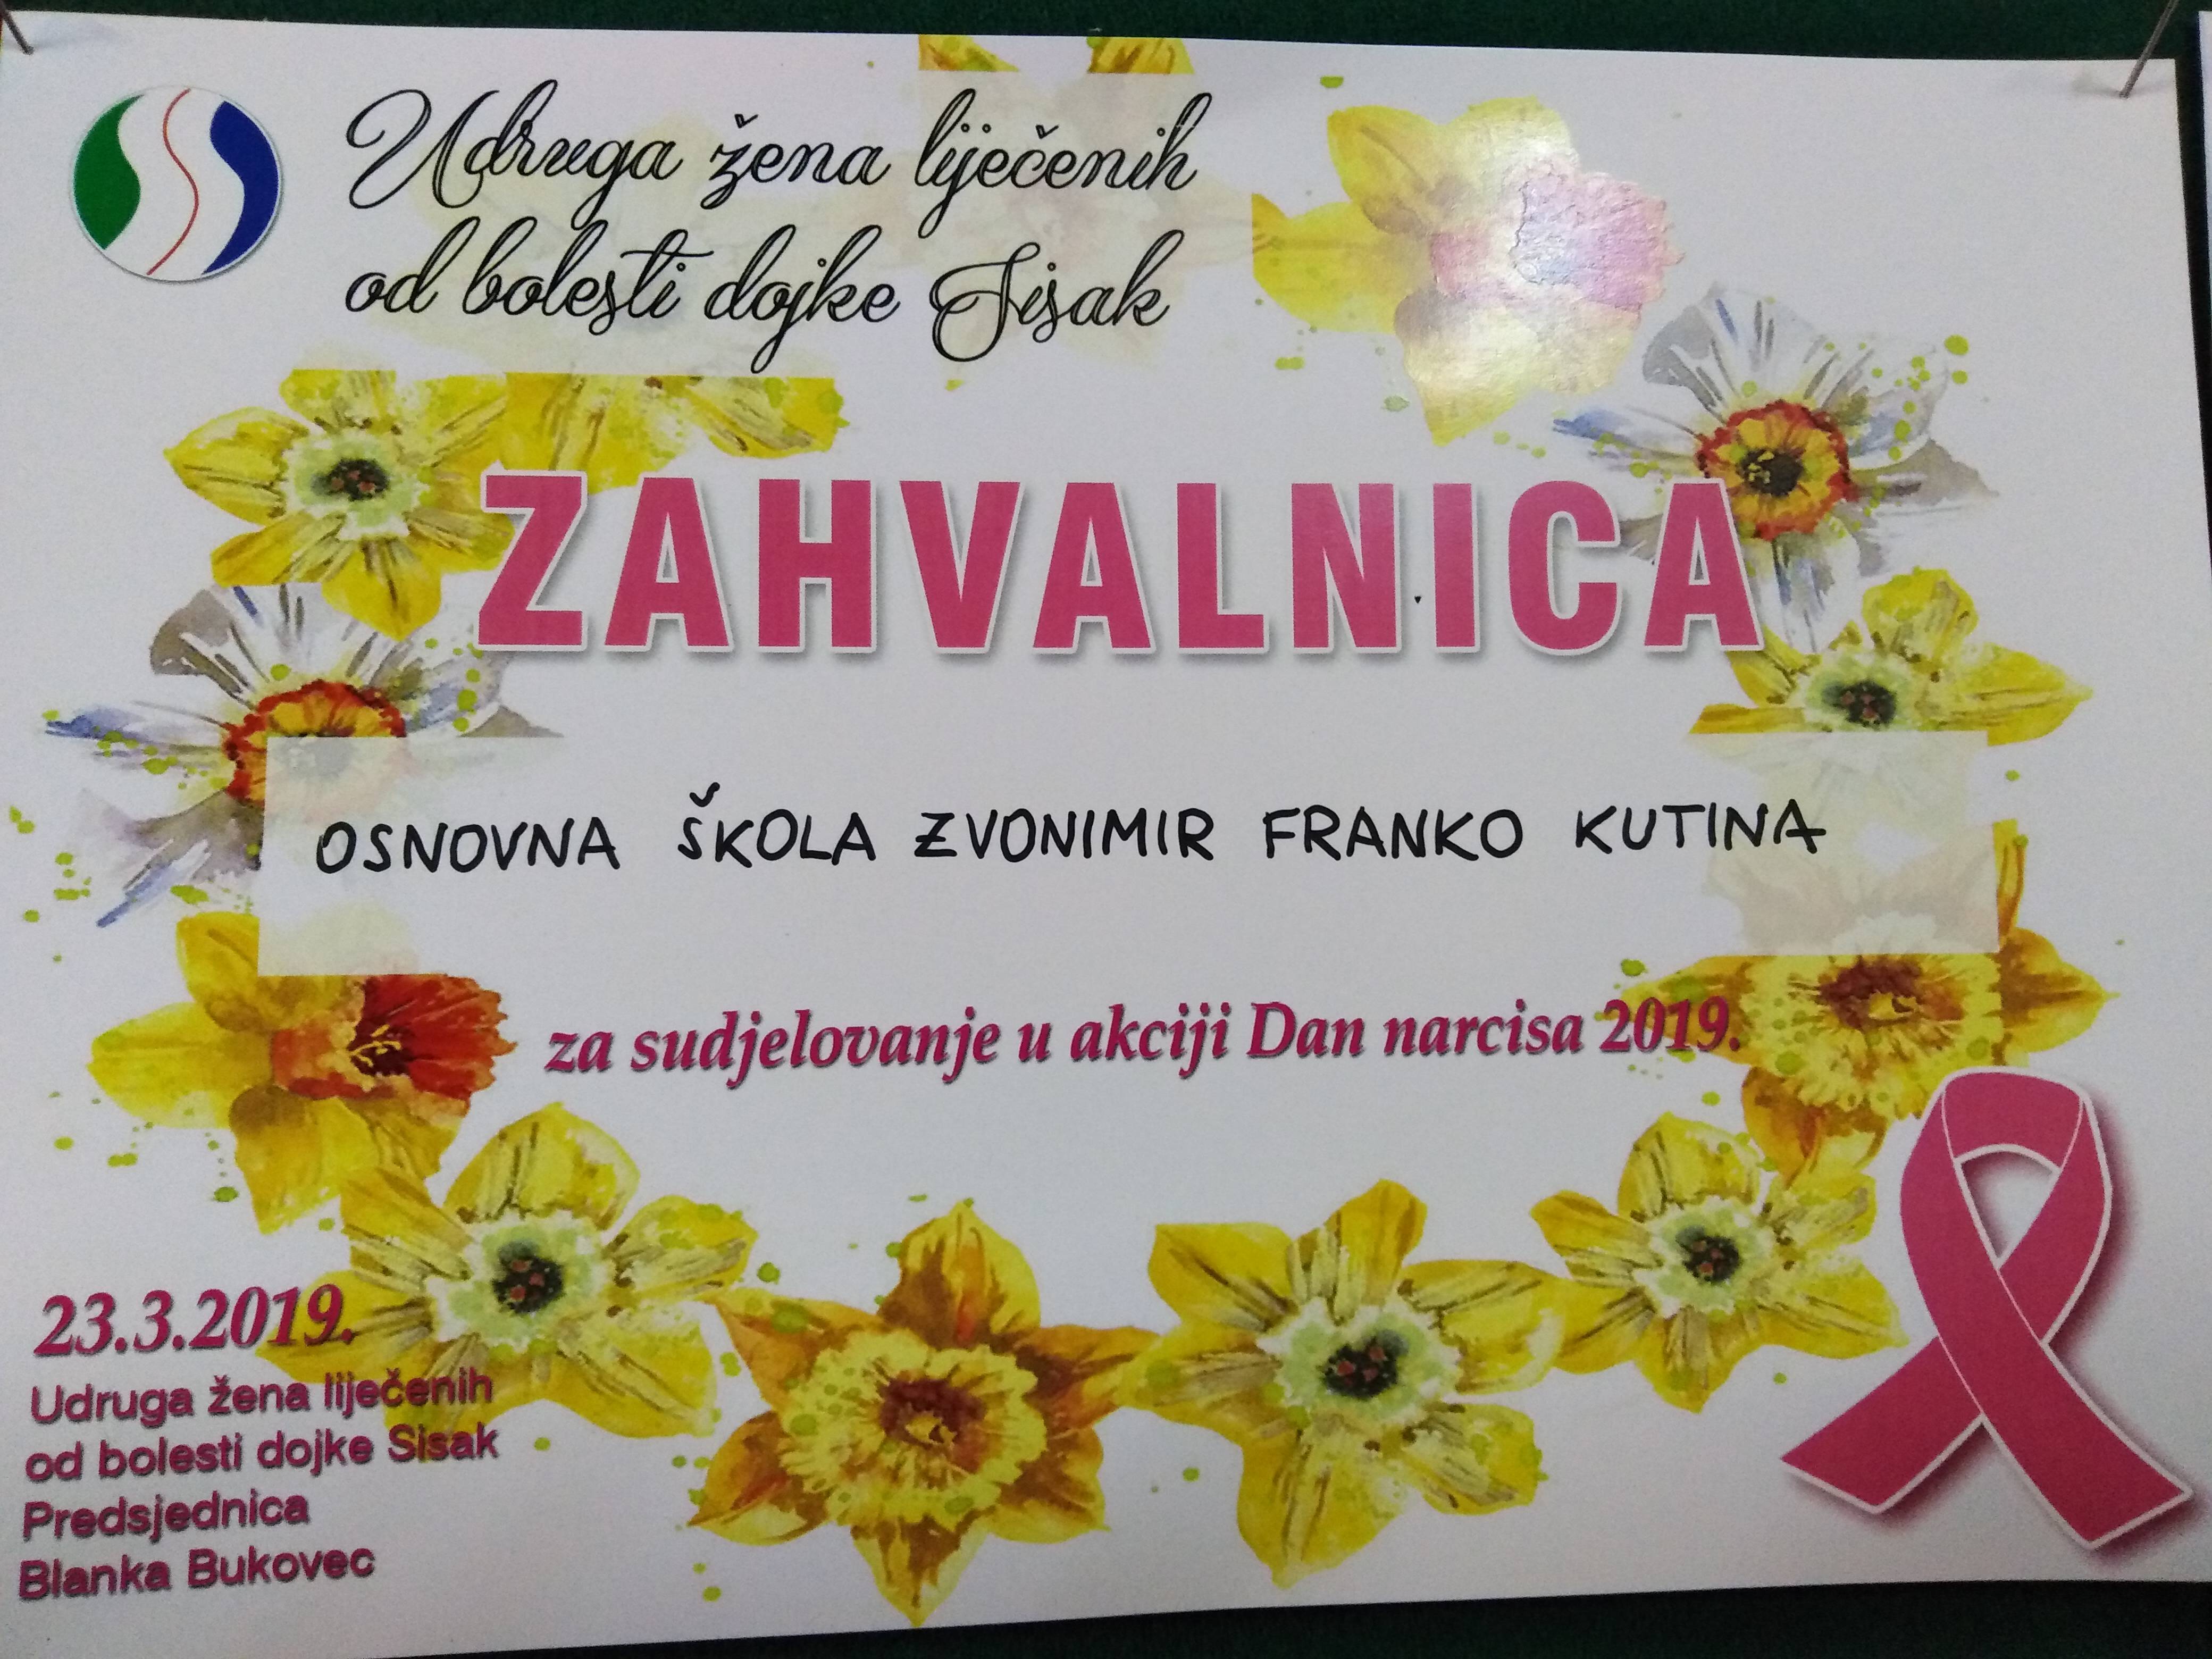 Udruga žena liječenih
od bolesti dojke Sisak
ZAHVALNICA
OSNOVNA ŠKOLA ZVONIMIR FRANKO KUTINA
za sudjelovanje u akciji Dan narcisa 2019.
23.3.2019.
Udruga žena liječenih
od bolesti dojke Sisak
Predsjednica
Blanka Bukovec